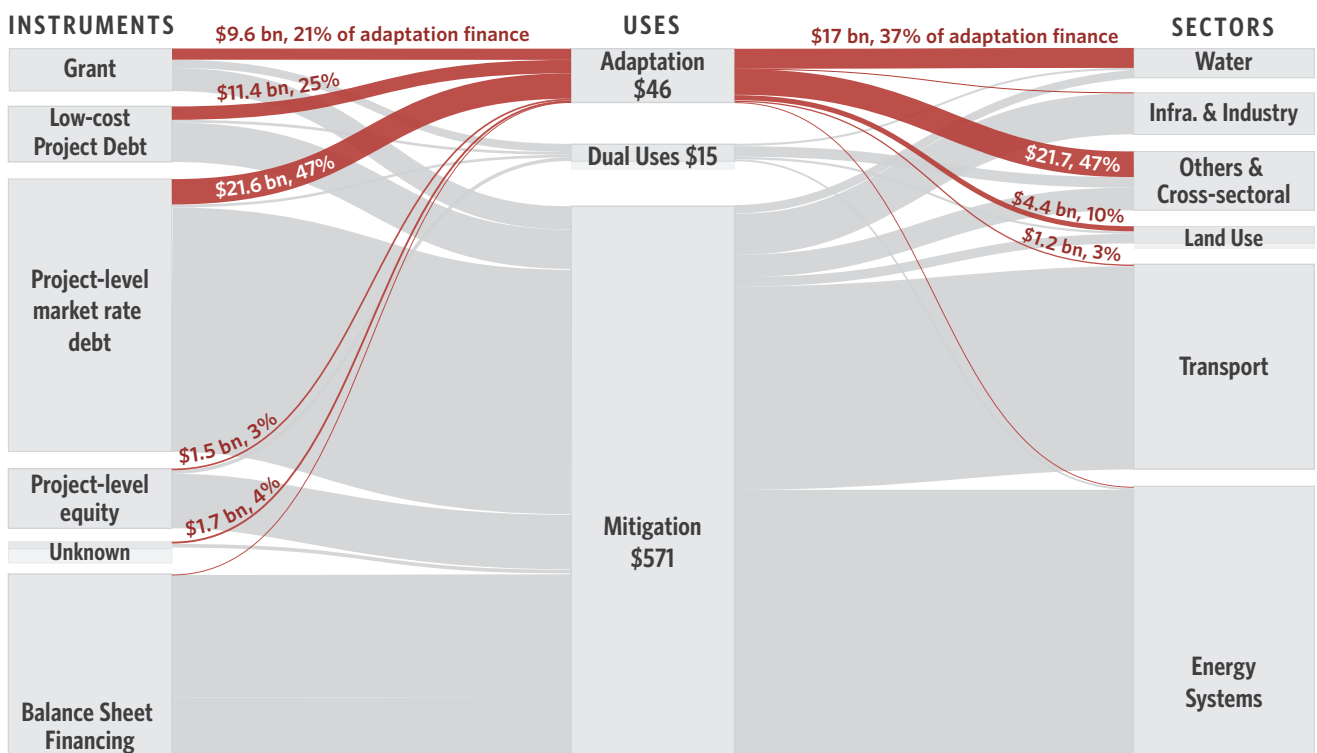 INSTRUMENTS
USES
SECTORS
$9.6 bn, 21% of adaptation finance
$17 bn, 37% of adaptation finance
Grant
Adaptation
$46
Water
$11.4 bn, 25%
Low-cost
Project Debt
Infra. & Industry
Dual Uses $15
$21.7, 47%
Others &
Cross-sectoral
$21.6 bn, 47%
$4.4 bn, 10%
Land Use
$1.2 bn, 3%
Project-level
market rate
debt
Transport
$1.5 bn, 3%
Project-level
equity
$1.7 bn, 4%
Mitigation
$571
Unknown
Energy
Systems
Balance Sheet
Financing